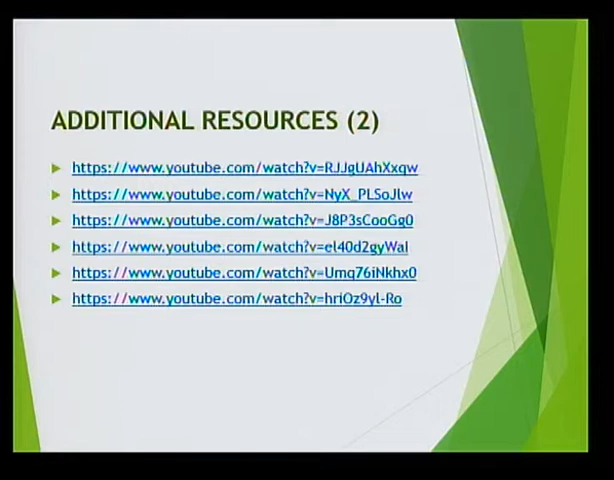 ADDITIONAL RESOURCES (2)
https://www.youtube.com/watch?v=RJJgUAhXxqw
https://www.youtube.com/watch?v=NyX_PLSoJlw
https://www.youtube.com/watch?v=J8P3sCooGg0
https://www.youtube.com/watch?v=el40d2gyWaI
https://www.youtube.com/watch?v=Umq76iNkhx0
https://www.youtube.com/watch?v=hriOz9yl-Ro